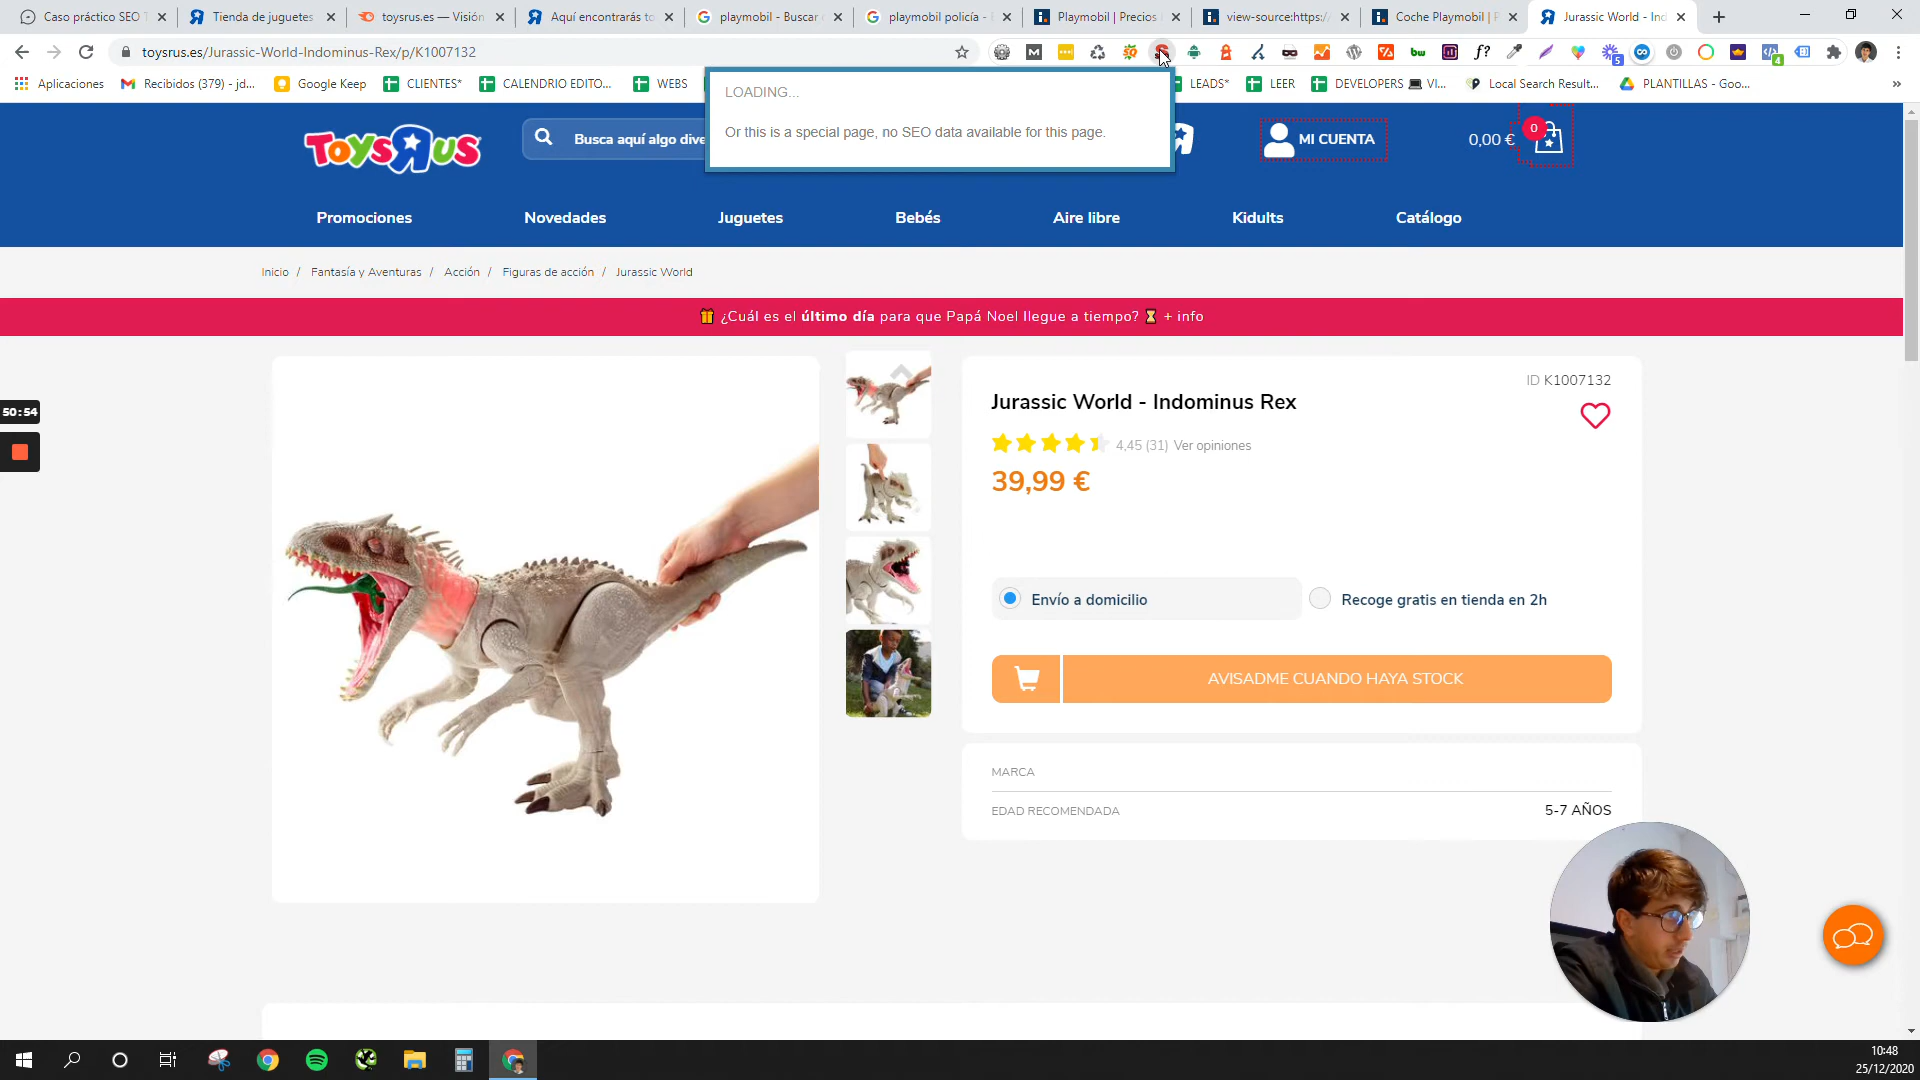 Caso práctico SEO T
Tienda de juguetes
toysrus.es — Visión
Aquí encontrarás to
playmobil - Buscar
playmobil policía -
Playmobil | Precios
view-source:https:/
Coche Playmobil | P
Jurassic World - Ind
toysrus.es/Jurassic-World-Indominus-Rex/p/K1007132
Aplicaciones
Recibidos (379) - jd...
Google Keep
CLIENTES*
CALENDRIO EDITO...
WEBS
LEADS*
LEER
DEVELOPERS
VI...
Local Search Result...
PLANTILLAS - Goo...
LOADING...
Or this is a special page, no SEO data available for this page.
ToysRus
Busca aquí algo dive
MI CUENTA
0,00 €
0
Promociones
Novedades
Juguetes
Bebés
Aire libre
Kidults
Catálogo
Inicio / Fantasía y Aventuras / Acción / Figuras de acción / Jurassic World
¿Cuál es el último día para que Papá Noel llegue a tiempo? + info
50:54
ID K1007132
Jurassic World - Indominus Rex
4,45 (31) Ver opiniones
39,99 €
Envío a domicilio
Recoge gratis en tienda en 2h
AVISADME CUANDO HAYA STOCK
MARCA
EDAD RECOMENDADA
5-7 AÑOS
10:48
25/12/2020